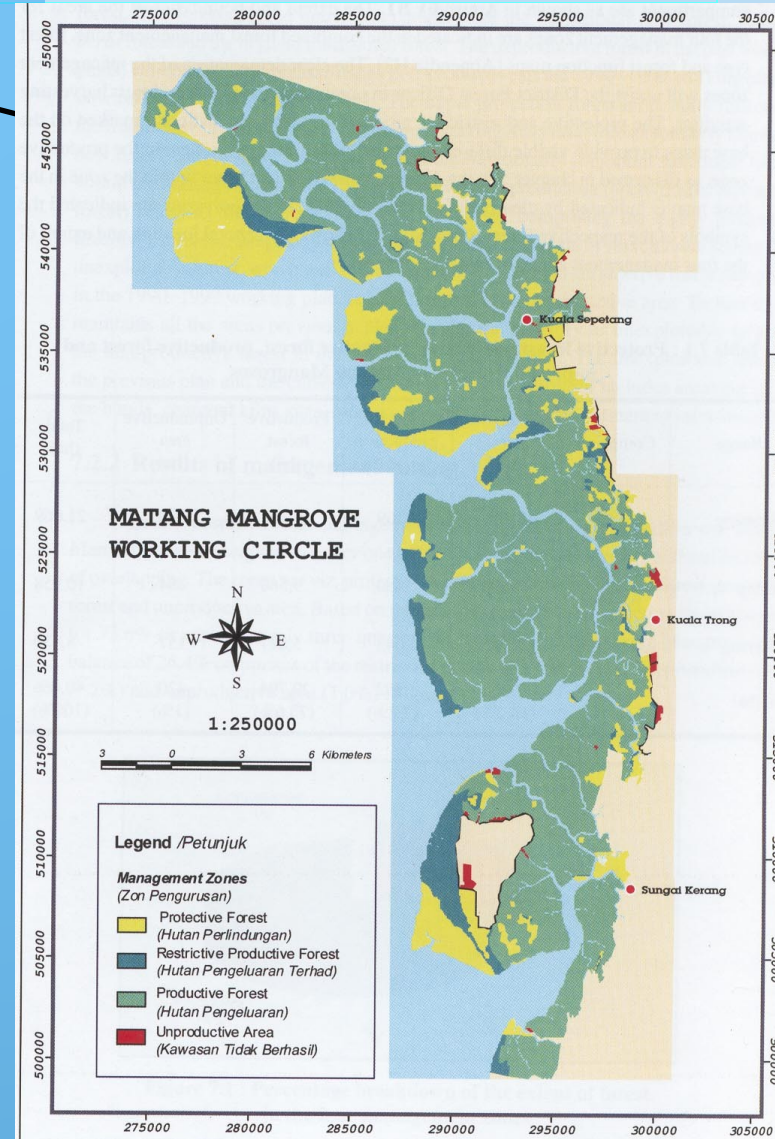 275000 280000 285000 290000 295000 300000 30500
550000
545000
540000
535000
530000
525000
520000
515000
510000
505000
500000
Kuala Sepetang
MATANG MANGROVE
WORKING CIRCLE
N
W E
S
1:250000
3 0 3 6 Kilometers
Kuala Trong
Sungai Kerang
Legend /Petunjuk
Management Zones
(Zon Pengurusan)
Protective Forest
(Hutan Perlindungan)
Restrictive Productive Forest
(Hutan Pengeluaran Terhad)
Productive Forest
(Hutan Pengeluaran)
Unproductive Area
(Kawasan Tidak Berhasil)
275000 280000 285000 290000 295000 300000 305000